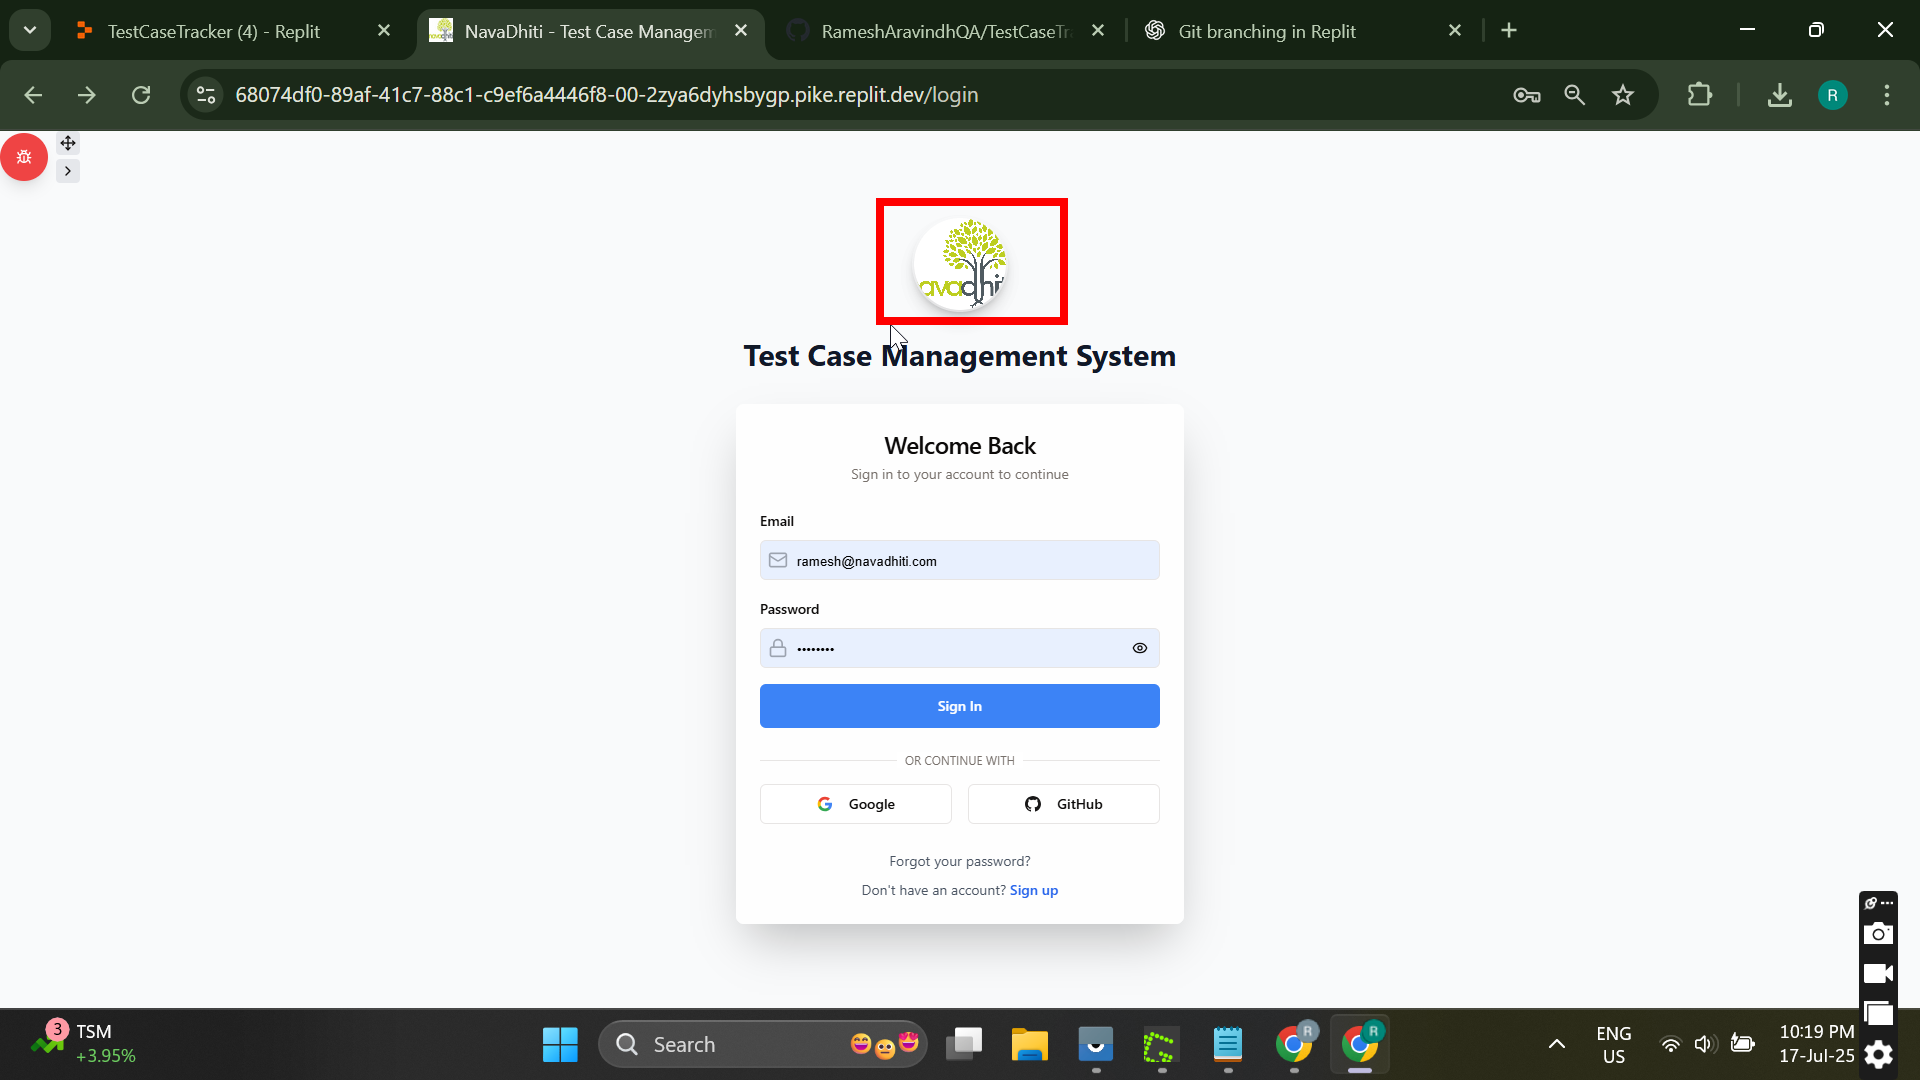 TestCaseTracker (4) - Replit
NavaDhiti - Test Case Managem
RameshAravindhQA/TestCaseTr
Git branching in Replit
68074df0-89af-41c7-88c1-c9ef6a4446f8-00-2zya6dyhsbygp.pike.replit.dev/login
R
avadhit
Test Case Management System
Welcome Back
Sign in to your account to continue
Email
ramesh@navadhiti.com
Password
••••••••
Sign In
OR CONTINUE WITH
Google
GitHub
Forgot your password?
Don't have an account? Sign up
3
TSM
+3.95%
Search
R
R
ENG
US
10:19 PM
17-Jul-25